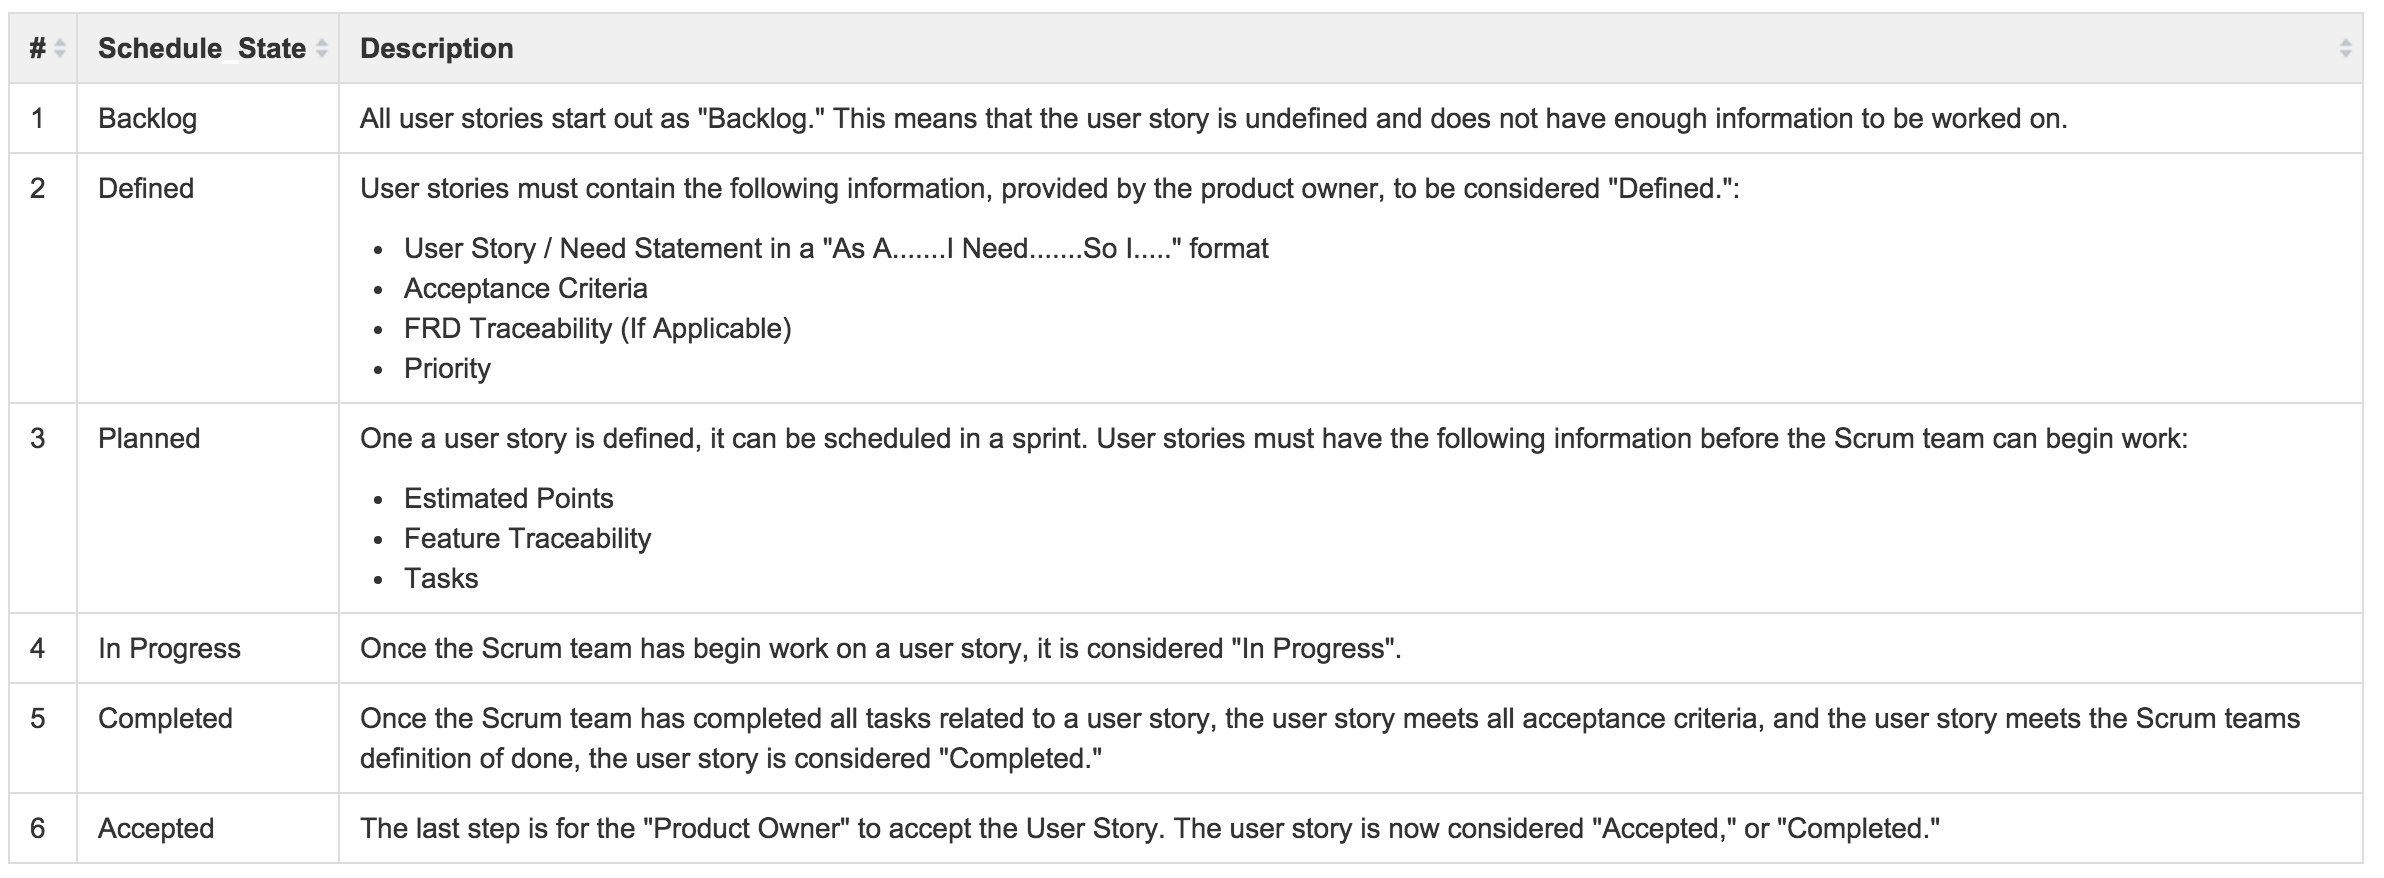 # Schedule_State Description
1 Backlog All user stories start out as "Backlog." This means that the user story is undefined and does not have enough information to be worked on.
2 Defined User stories must contain the following information, provided by the product owner, to be considered "Defined.":
• User Story / Need Statement in a "As A.......I Need.......So I....." format
• Acceptance Criteria
• FRD Traceability (If Applicable)
• Priority
3 Planned One a user story is defined, it can be scheduled in a sprint. User stories must have the following information before the Scrum team can begin work:
• Estimated Points
• Feature Traceability
• Tasks
4 In Progress Once the Scrum team has begin work on a user story, it is considered "In Progress".
5 Completed Once the Scrum team has completed all tasks related to a user story, the user story meets all acceptance criteria, and the user story meets the Scrum teams
definition of done, the user story is considered "Completed."
6 Accepted The last step is for the "Product Owner" to accept the User Story. The user story is now considered "Accepted," or "Completed."